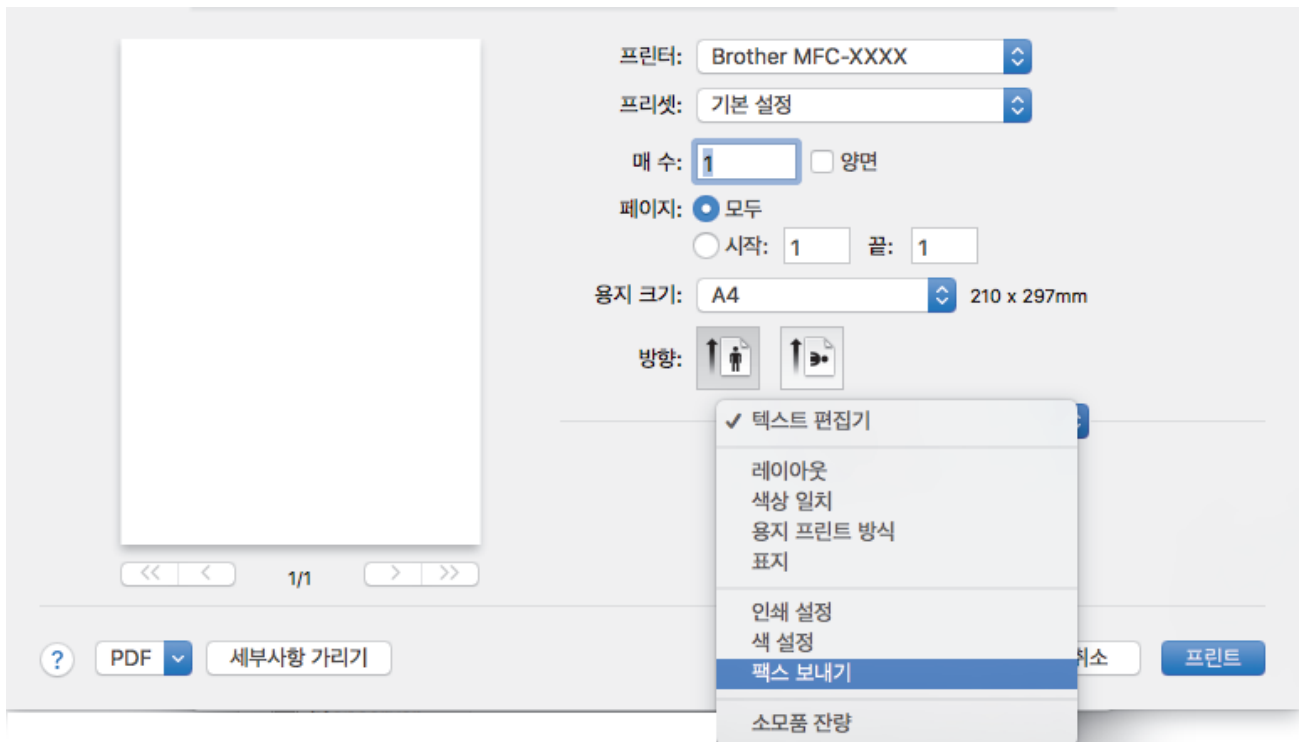 프린터: Brother MFC-XXXX
프리셋: 기본 설정
매 수: 1 양면
페이지: 모두
시작: 1 끝: 1
용지 크기: A4 210 x 297mm
방향:
✓ 텍스트 편집기
레이아웃
색상 일치
용지 프린트 방식
표지
1/1
인쇄 설정
색 설정
팩스 보내기
소모품 잔량
? PDF 세부사항 가리기 취소 프린트